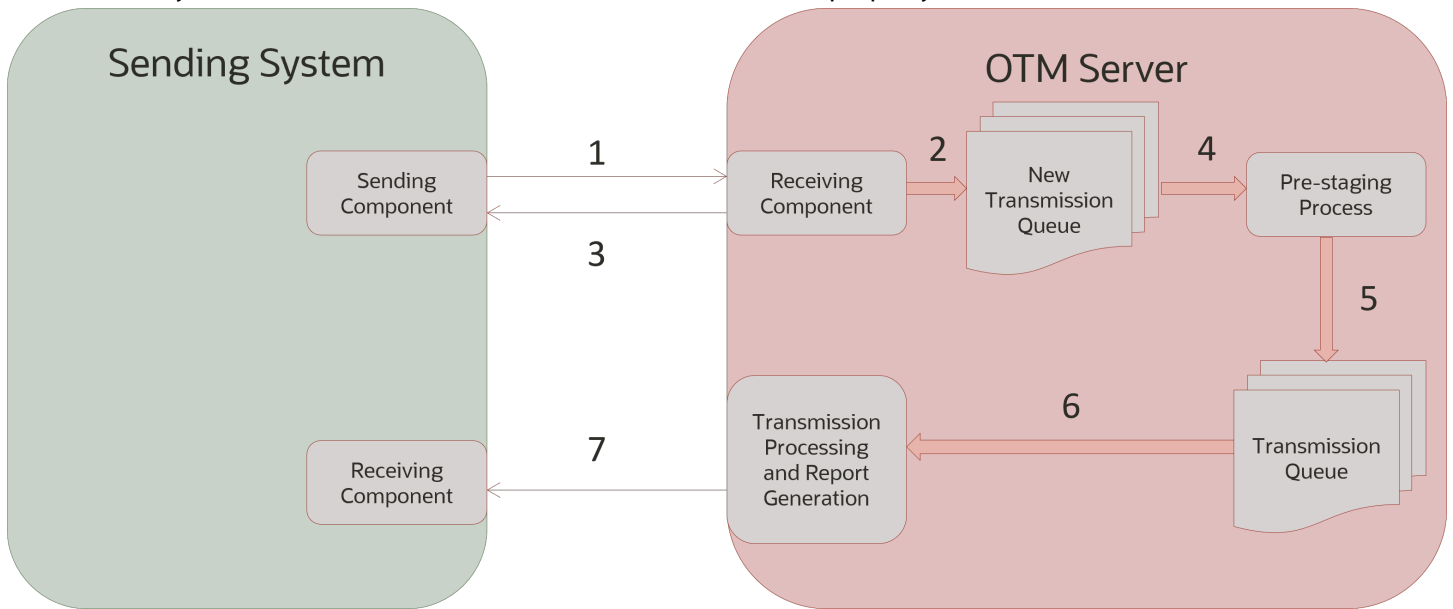 Sending System
OTM Server
1
2
4
Sending
Component
Receiving
Component
New
Transmission
Queue
Pre-staging
Process
3
5
6
Transmission
Processing
and Report
Generation
7
Receiving
Component
Transmission
Queue